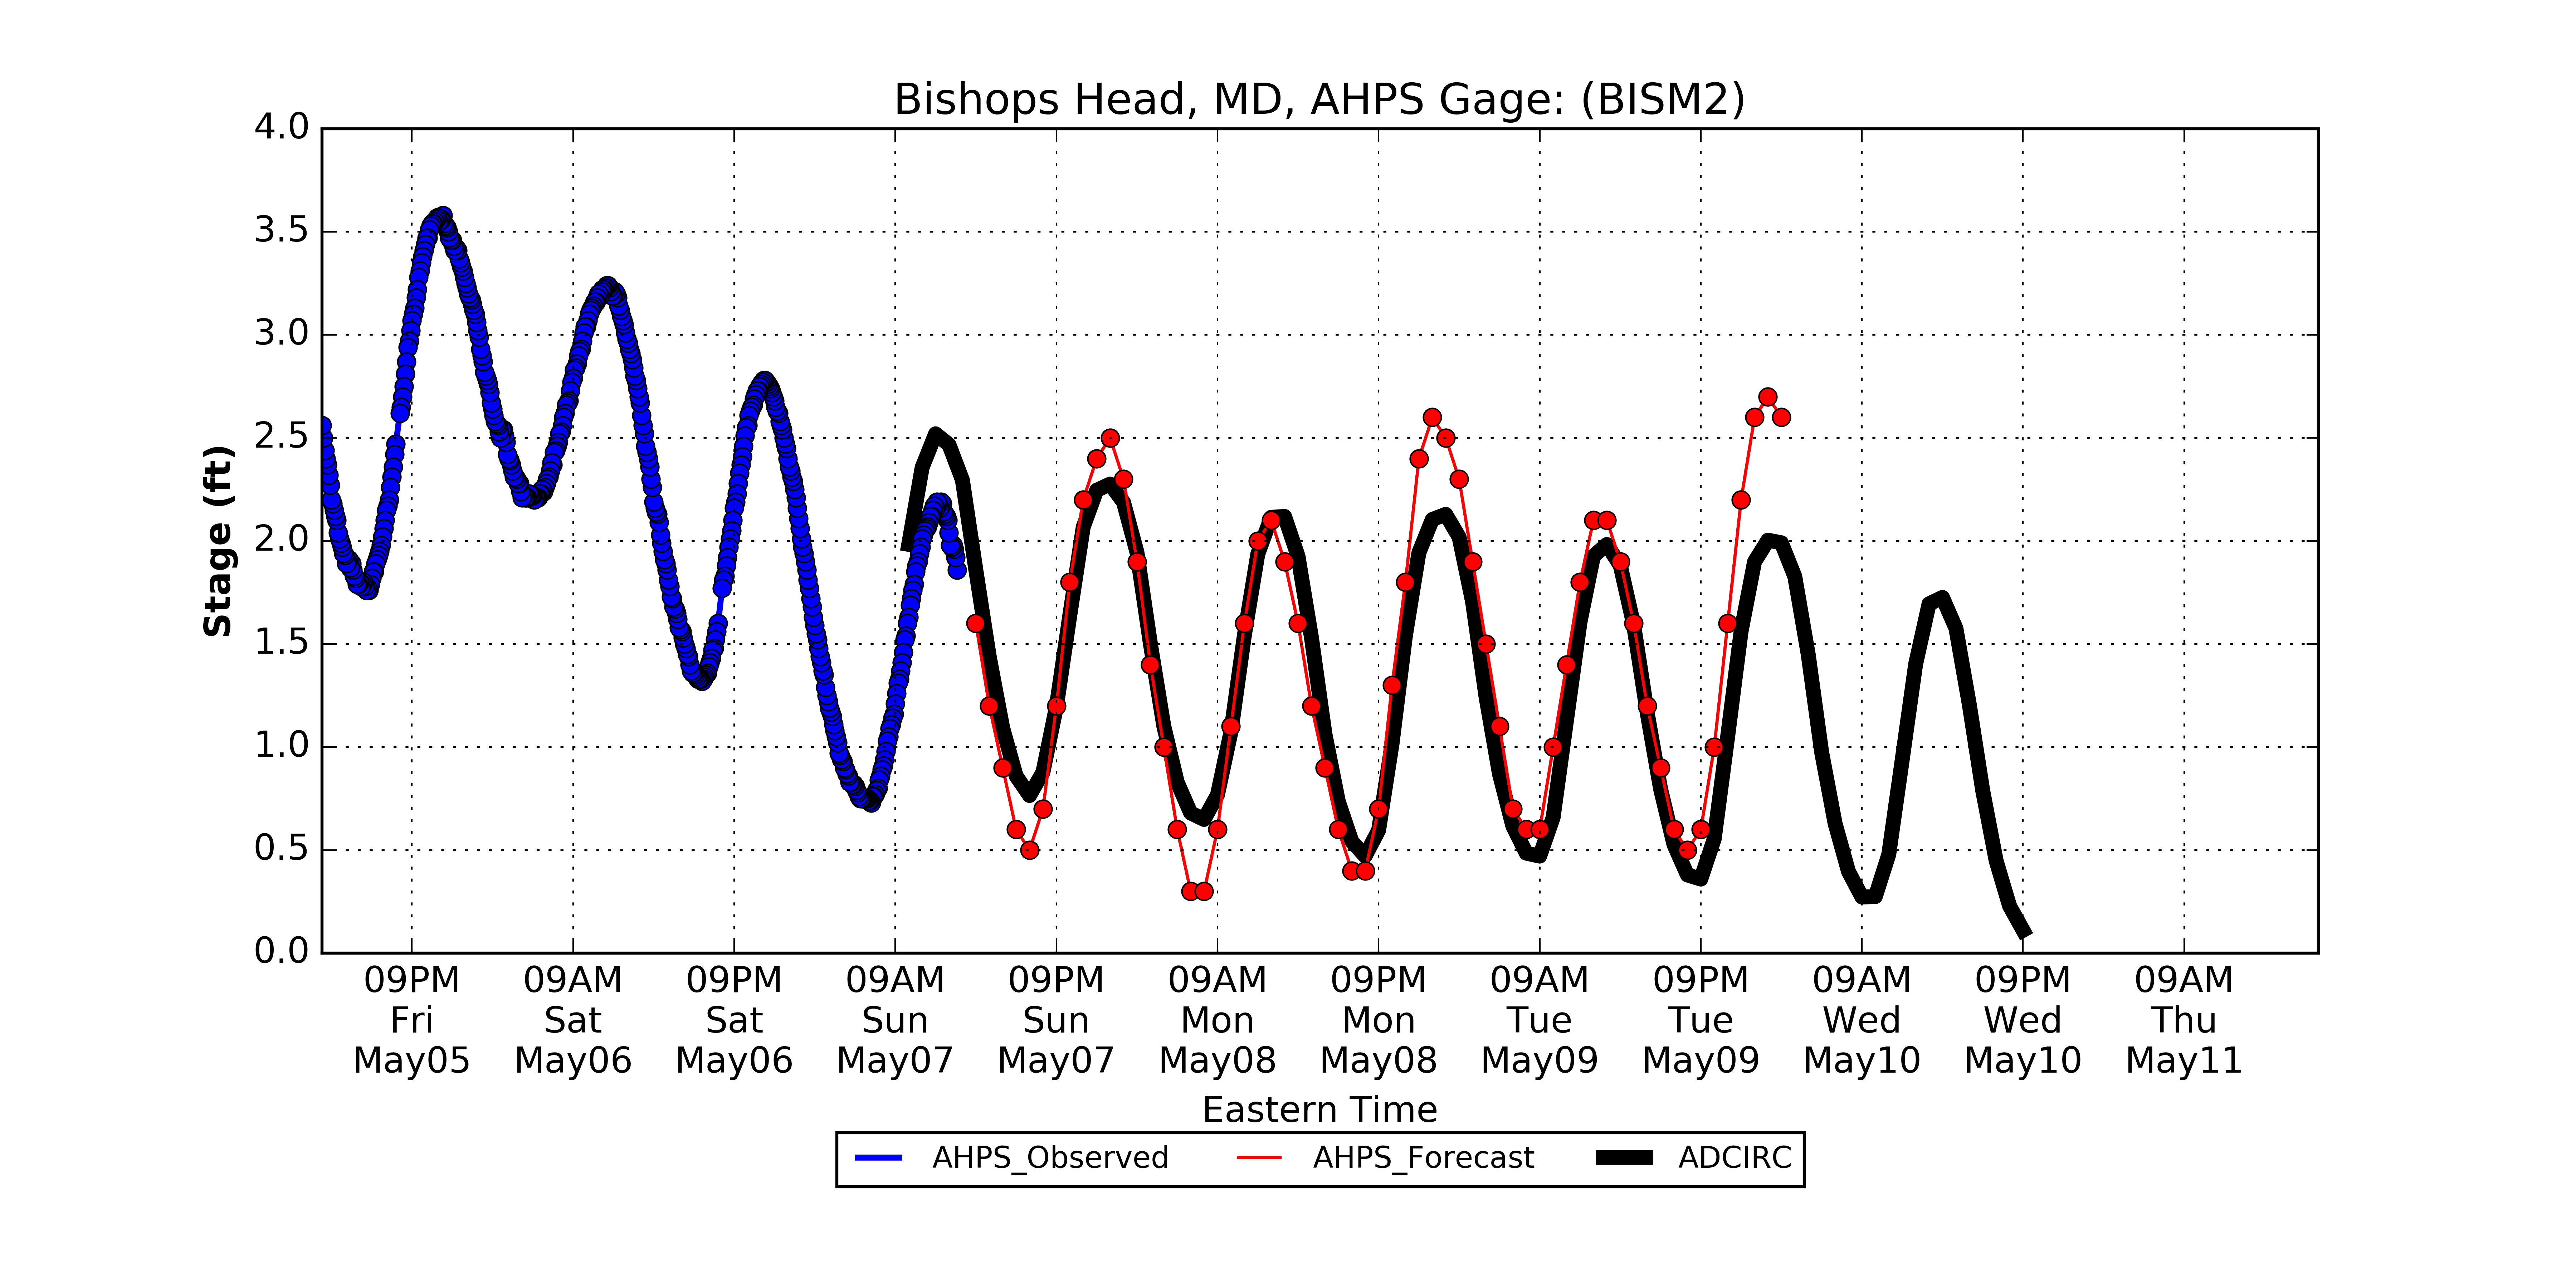 Bishops Head, MD, AHPS Gage: (BISM2)
4.0
3.5
3.0
2.5
2.0
1.5
1.0
0.5
0.0
Stage (ft)
09PM 09AM 09PM 09AM 09PM 09AM 09PM 09AM 09PM 09AM 09PM 09AM
Fri Sat Sat Sun Sun Mon Mon Tue Tue Wed Wed Thu
May05 May06 May06 May07 May07 May08 May08 May09 May09 May10 May10 May11
Eastern Time
AHPS_Observed AHPS_Forecast ADCIRC